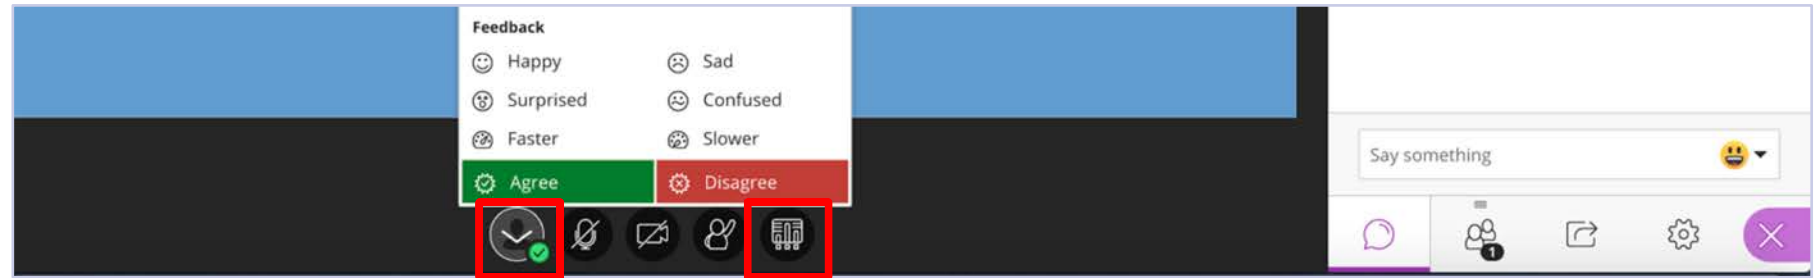 Feedback
Happy
Sad
Surprised
Confused
Faster
Slower
Agree
Disagree
Say something
1